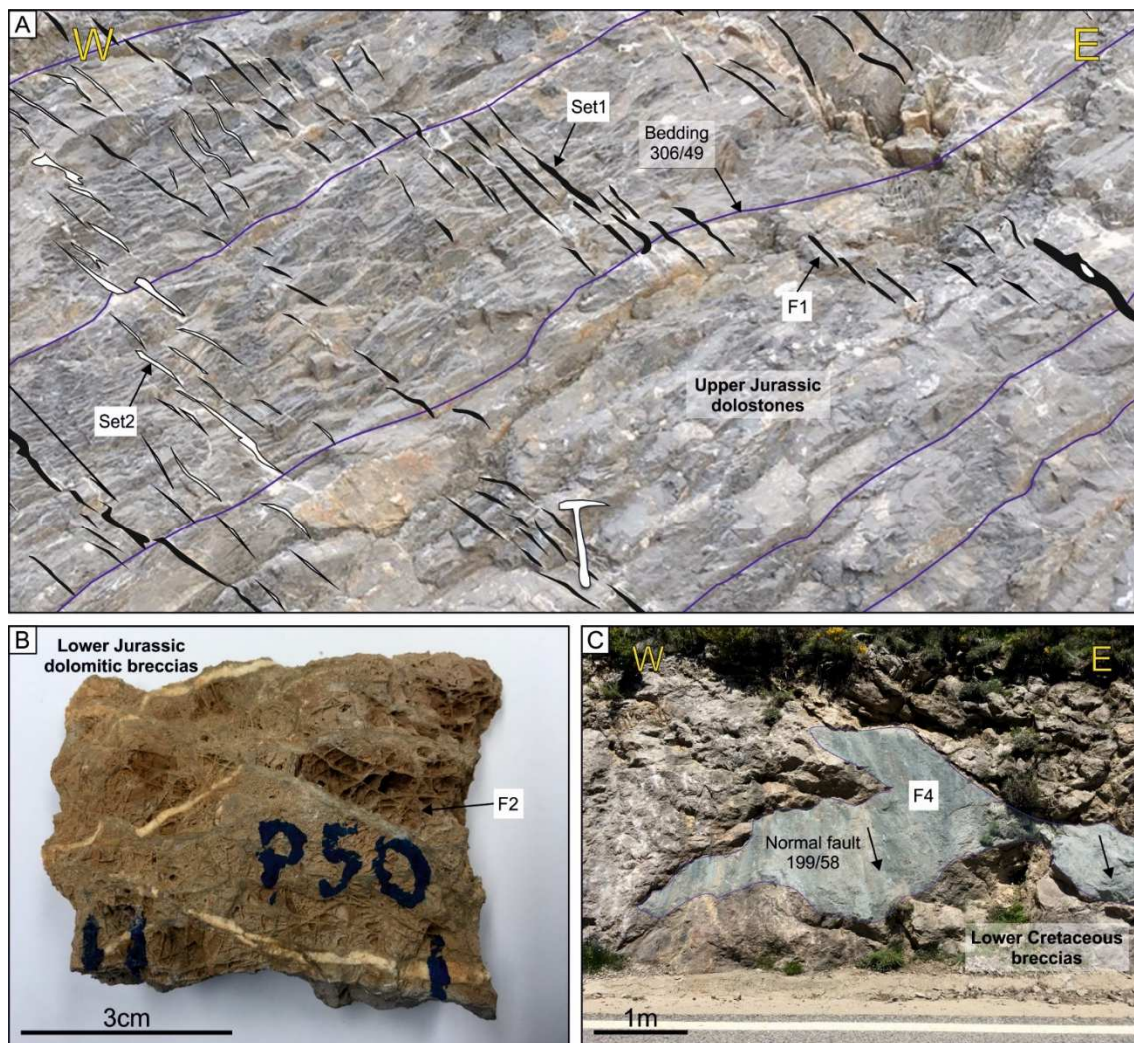 A
W
E
Set1
Bedding
306/49
F1
Upper Jurassic
dolostones
Set2
B
Lower Jurassic
dolomitic breccias
F2
P50
3cm
C
W
E
F4
Normal fault
199/58
Lower Cretaceous
breccias
1m